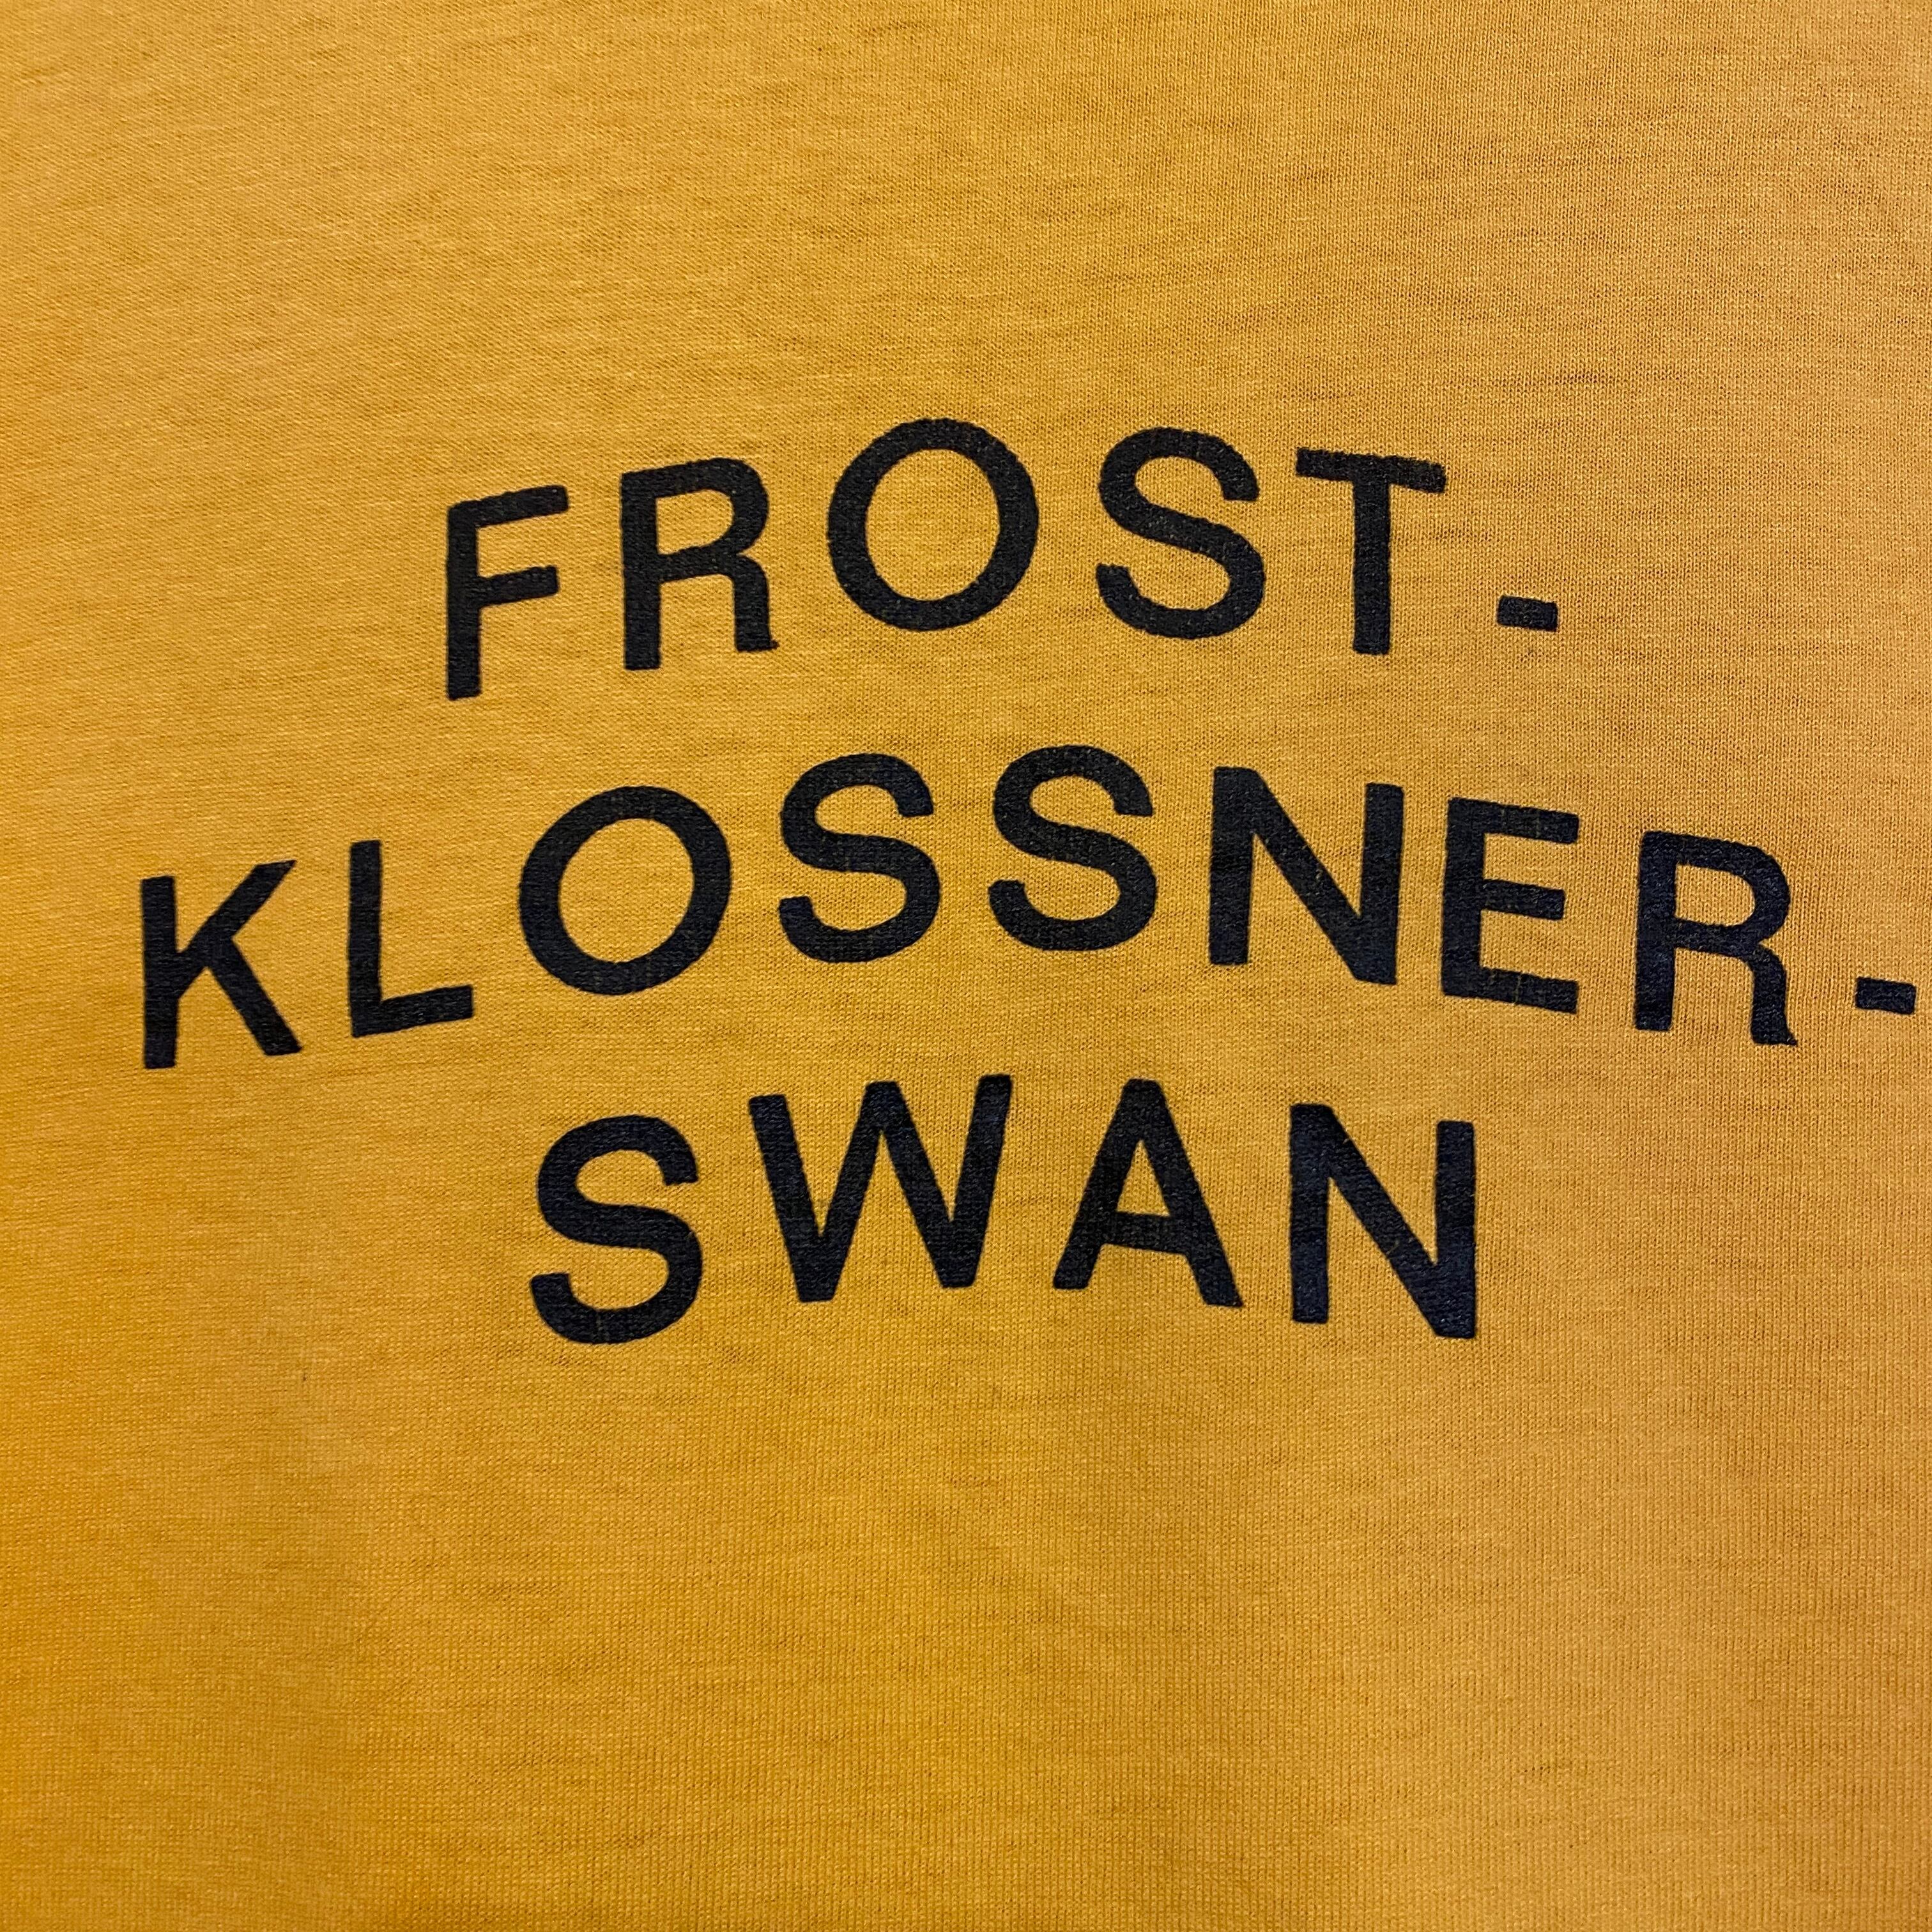 FROST-
KLOSSNER-
SWAN